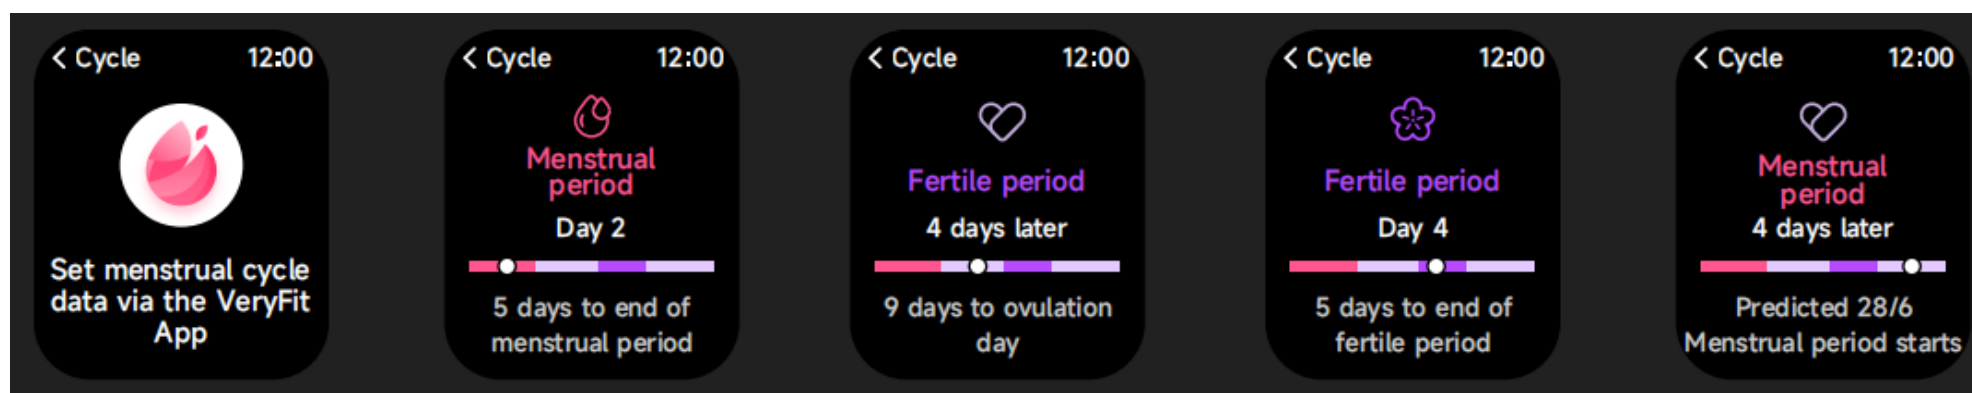 Cycle 12:00
Set menstrual cycle
data via the VeryFit
App
Cycle 12:00
Menstrual
period
Day 2
5 days to end of
menstrual period
Cycle 12:00
Fertile period
4 days later
9 days to ovulation
day
Cycle 12:00
Fertile period
Day 4
5 days to end of
fertile period
Cycle 12:00
Menstrual
period
4 days later
Predicted 28/6
Menstrual period starts